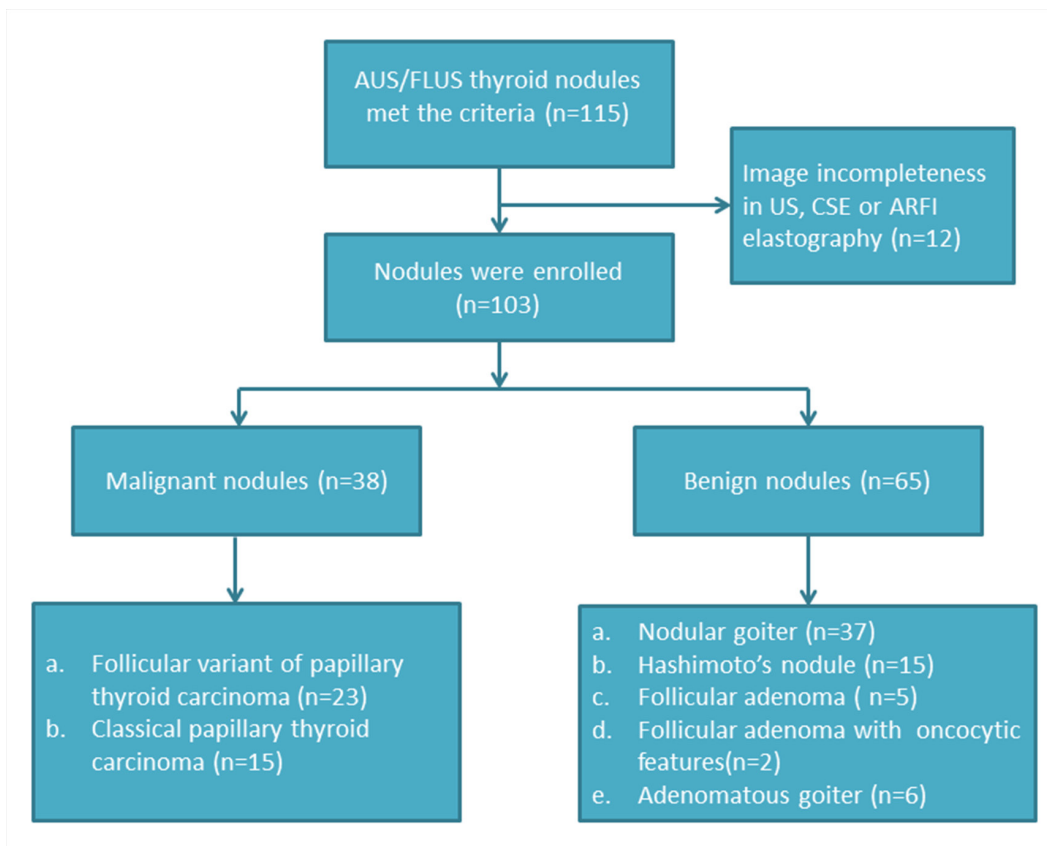 AUS/FLUS thyroid nodules
met the criteria (n=115)
Image incompleteness
in US, CSE or ARFI
elastography (n=12)
Nodules were enrolled
(n=103)
Malignant nodules (n=38)
Benign nodules (n=65)
a. Follicular variant of papillary
thyroid carcinoma (n=23)
b. Classical papillary thyroid
carcinoma (n=15)
a. Nodular goiter (n=37)
b. Hashimoto’s nodule (n=15)
c. Follicular adenoma ( n=5)
d. Follicular adenoma with oncocytic
features(n=2)
e. Adenomatous goiter (n=6)